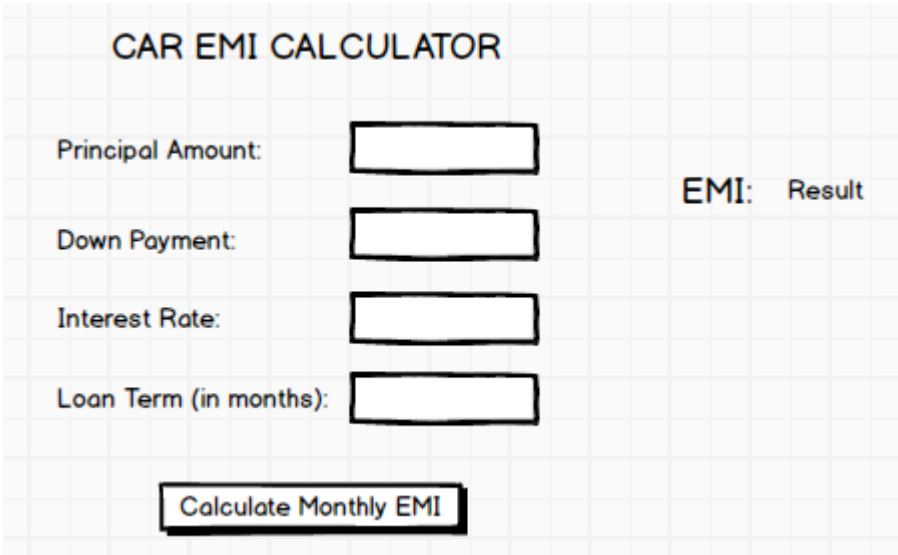 CAR EMI CALCULATOR
Principal Amount:
EMI: Result
Down Payment:
Interest Rate:
Loan Term (in months):
Calculate Monthly EMI